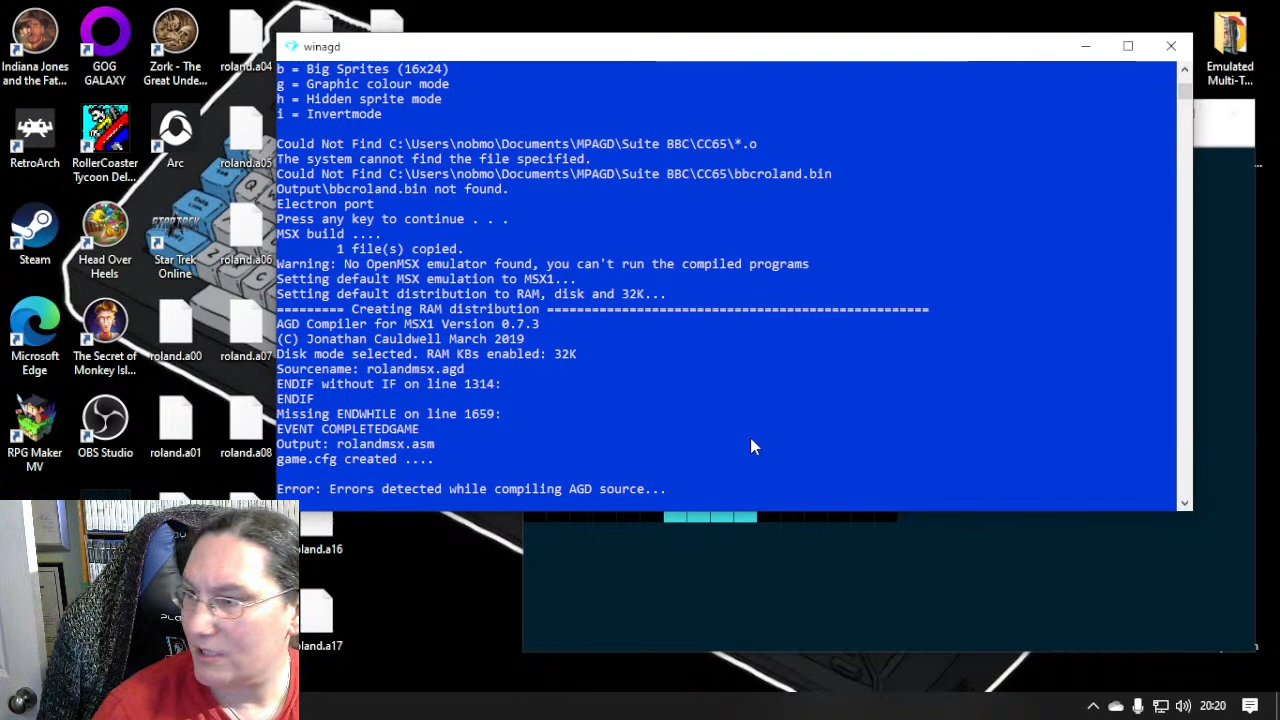 winagd
b = Big Sprites (16x24)
g = Graphic colour mode
h = Hidden sprite mode
i = Invertmode
Could Not Find C:\Users\nobmo\Documents\MPAGD\Suite BBC\CC65\*.o
The system cannot find the file specified.
Could Not Find C:\Users\nobmo\Documents\MPAGD\Suite BBC\CC65\bbcroland.bin
Output\bbcroland.bin not found.
Electron port
Press any key to continue . . .
MSX build ....
1 file(s) copied.
Warning: No OpenMSX emulator found, you can't run the compiled programs
Setting default MSX emulation to MSX1...
Setting default distribution to RAM, disk and 32K...
========= Creating RAM distribution ====================================================
AGD Compiler for MSX1 Version 0.7.3
(C) Jonathan Cauldwell March 2019
Disk mode selected. RAM KBs enabled: 32K
Sourcename: rolandmsx.agd
ENDIF without IF on line 1314:
ENDIF
Missing ENDWHILE on line 1659:
EVENT COMPLETEDGAME
Output: rolandmsx.asm
game.cfg created ....
Error: Errors detected while compiling AGD source...
Indiana Jones
and the Fat...
GOG
GALAXY
Zork - The
Great Unde...
roland.a04
RetroArch
RollerCoaster
Tycoon Del...
Arc
roland.a05
Steam
Head Over
Heels
STAR TREK
Star Trek
Online
roland.a06
Microsoft
Edge
The Secret of
Monkey Isl...
roland.a00
roland.a07
RPG Maker
MV
OBS Studio
roland.a01
roland.a08
roland.a16
roland.a17
Emulated
Multi-T...
20:20